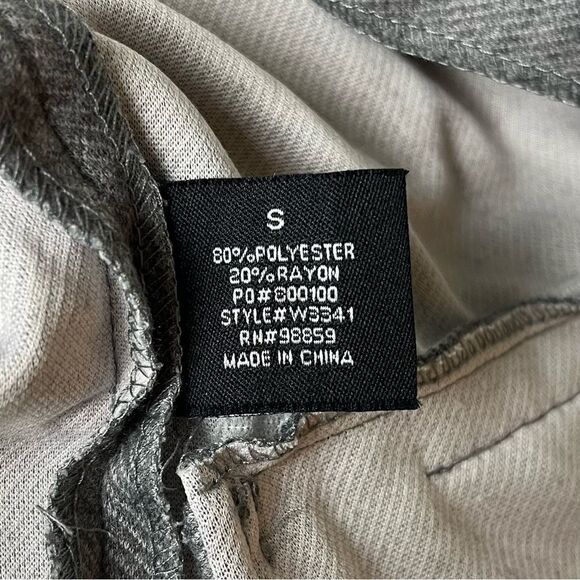 S
80%POLYESTER
20%RAYON
PO#800100
STYLE#W3341
RN#98859
MADE IN CHINA